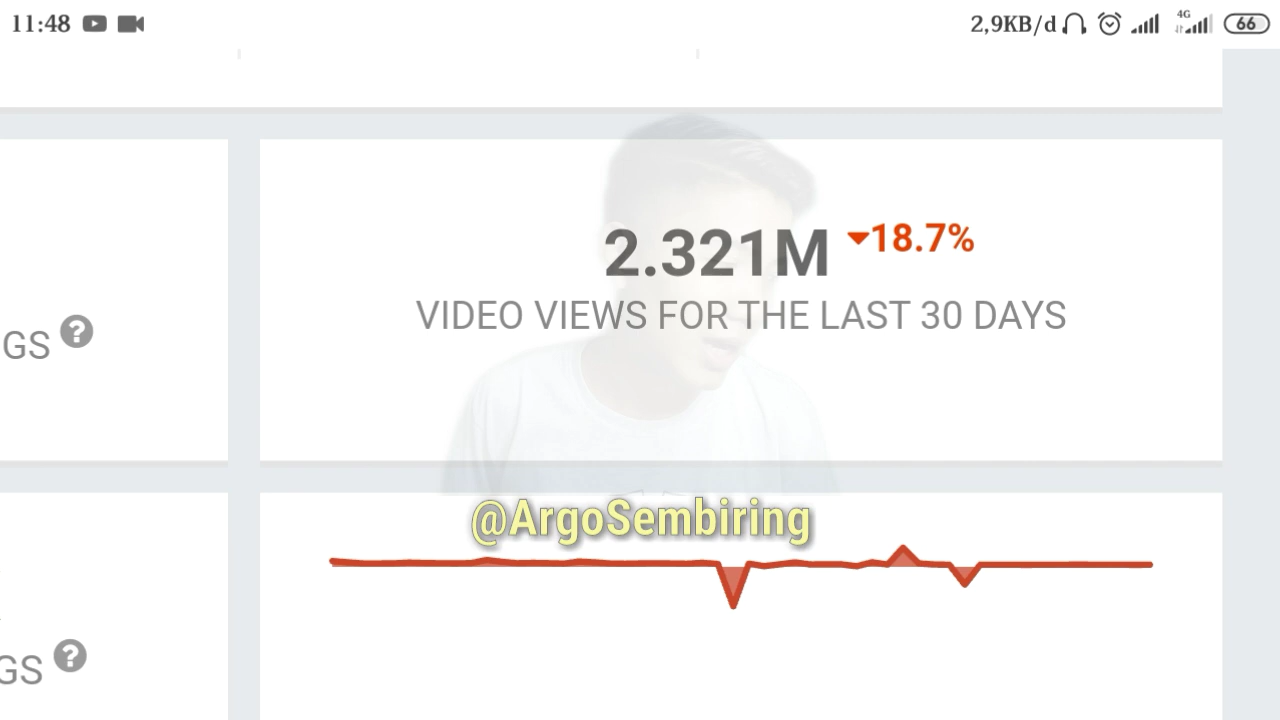 11:48 2,9KB/d 4G 66
2.321M 18.7%
VIDEO VIEWS FOR THE LAST 30 DAYS
GS ?
@ArgoSembiring
GS ?